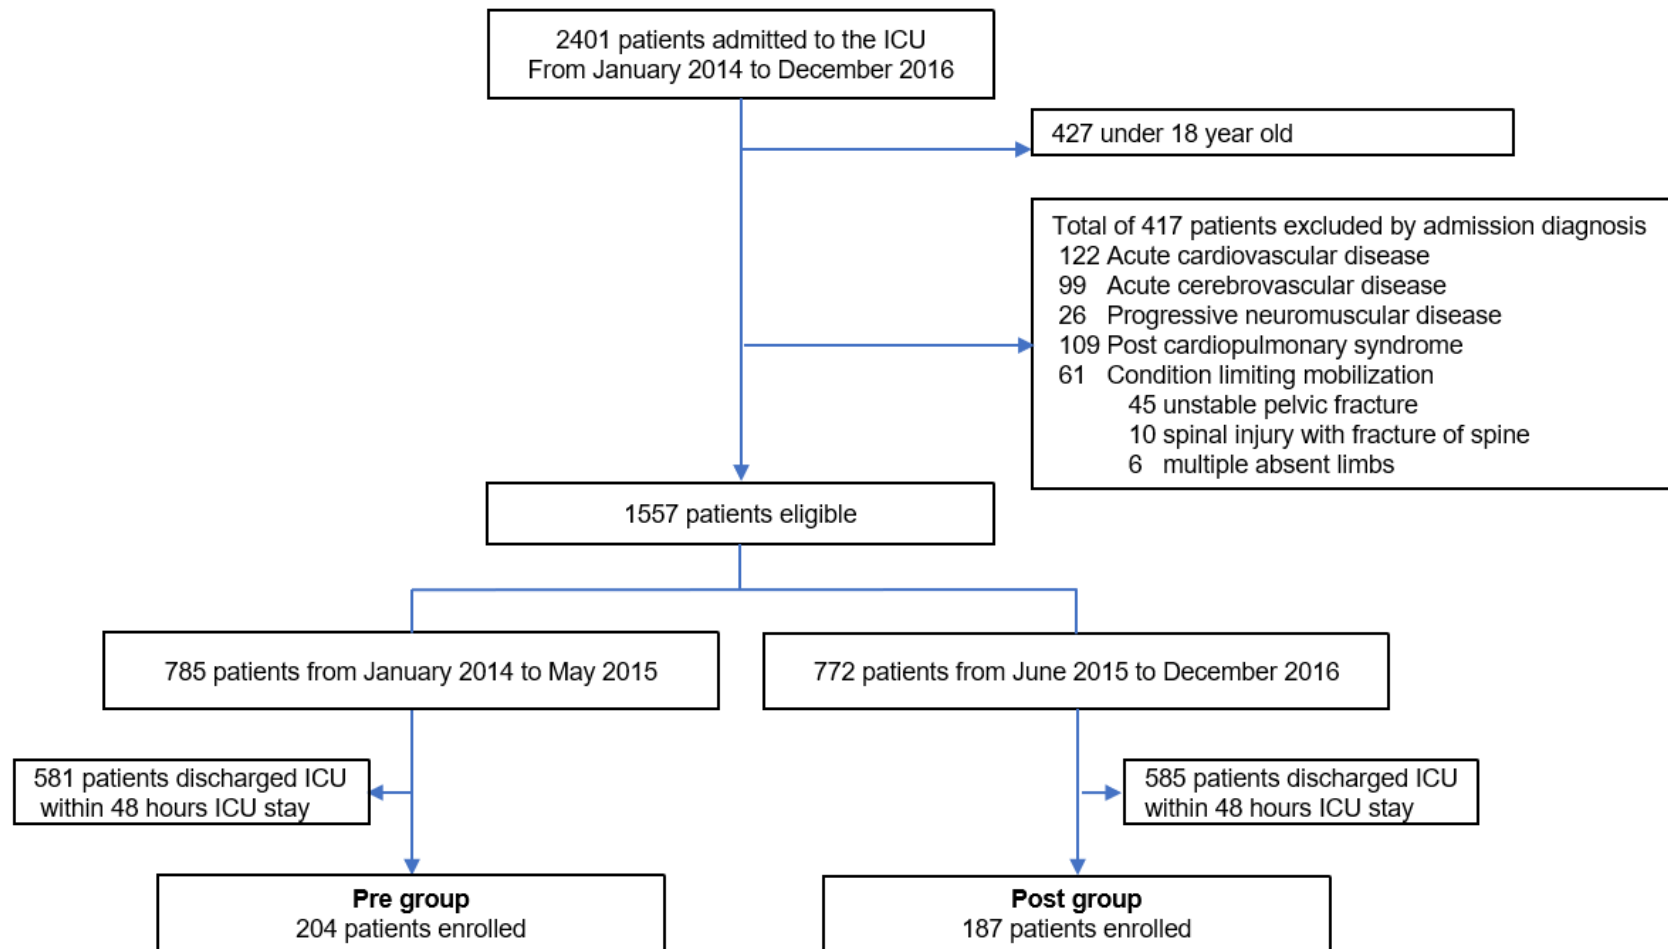 2401 patients admitted to the ICU
From January 2014 to December 2016
427 under 18 year old
Total of 417 patients excluded by admission diagnosis
122 Acute cardiovascular disease
99 Acute cerebrovascular disease
26 Progressive neuromuscular disease
109 Post cardiopulmonary syndrome
61 Condition limiting mobilization
45 unstable pelvic fracture
10 spinal injury with fracture of spine
6 multiple absent limbs
1557 patients eligible
785 patients from January 2014 to May 2015
772 patients from June 2015 to December 2016
581 patients discharged ICU
within 48 hours ICU stay
585 patients discharged ICU
within 48 hours ICU stay
Pre group
204 patients enrolled
Post group
187 patients enrolled